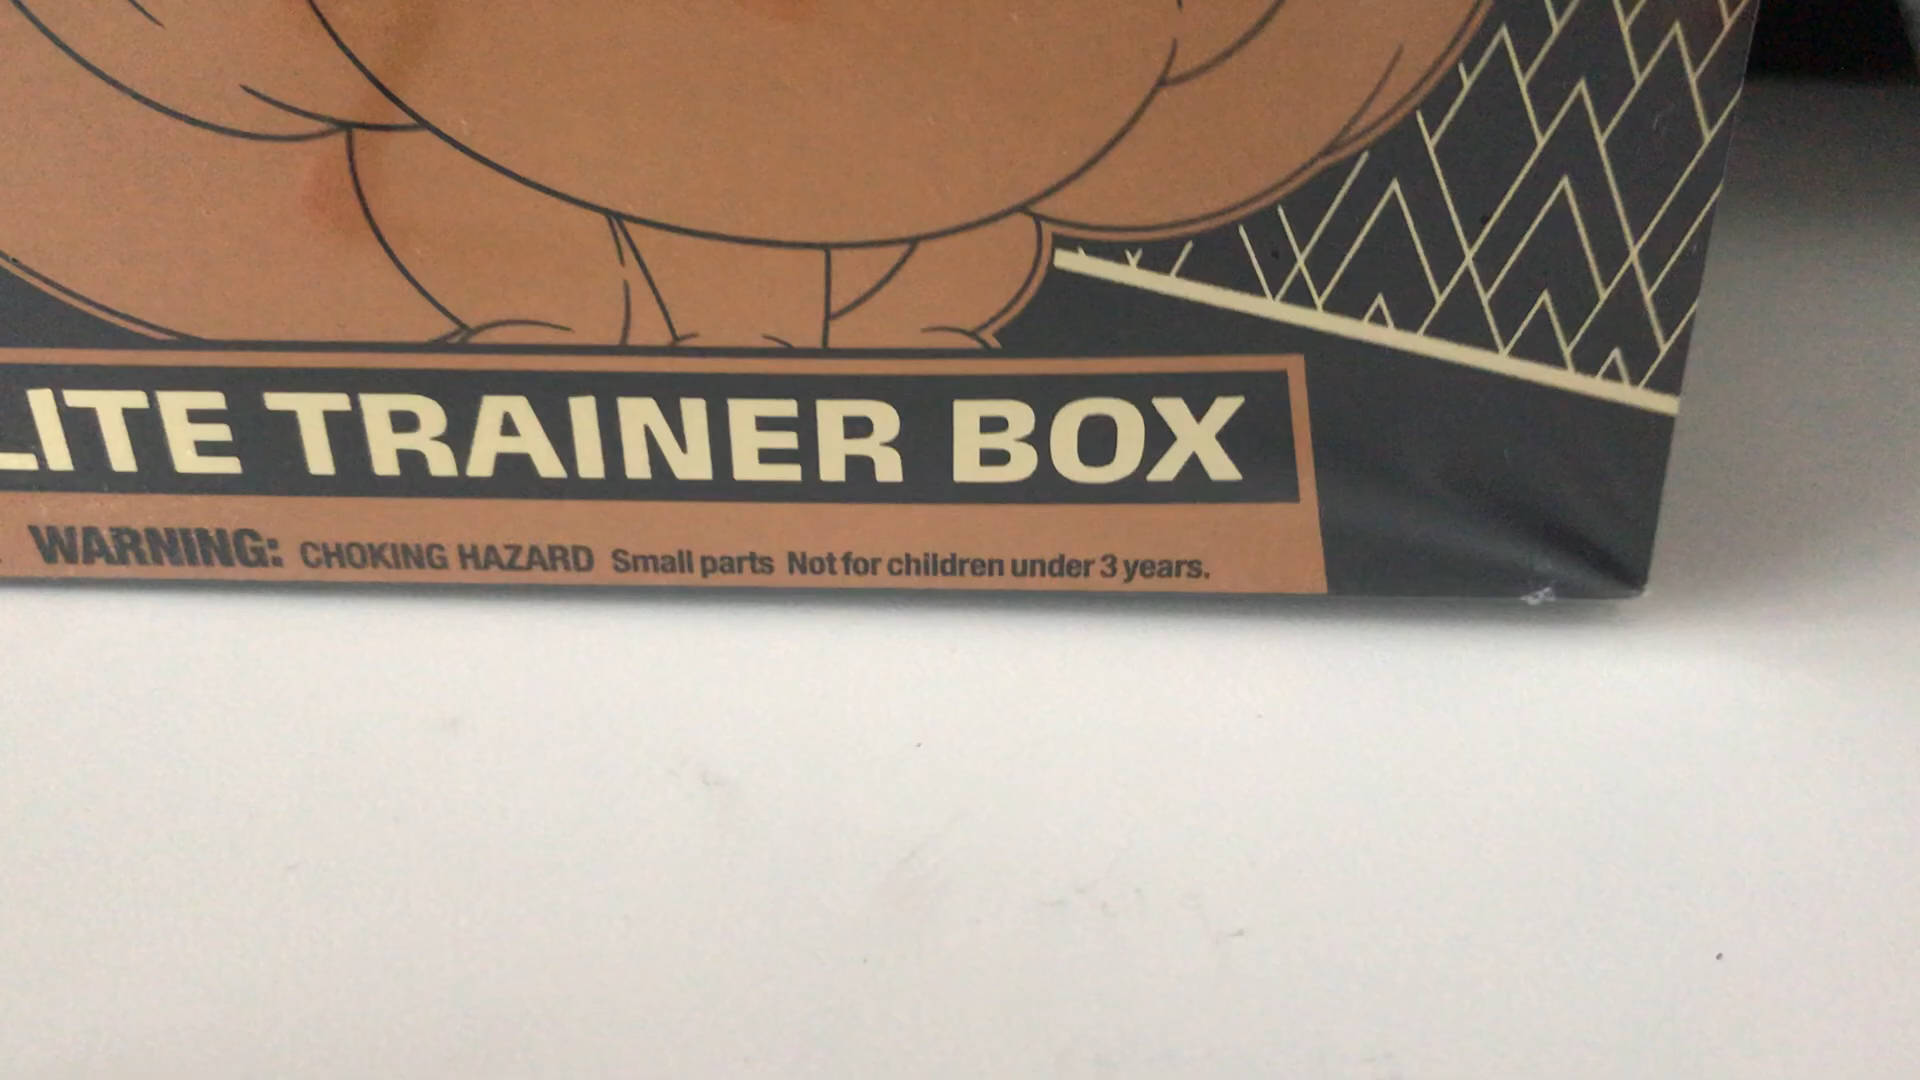 LITE TRAINER BOX
WARNING: CHOKING HAZARD Small parts Not for children under 3 years.